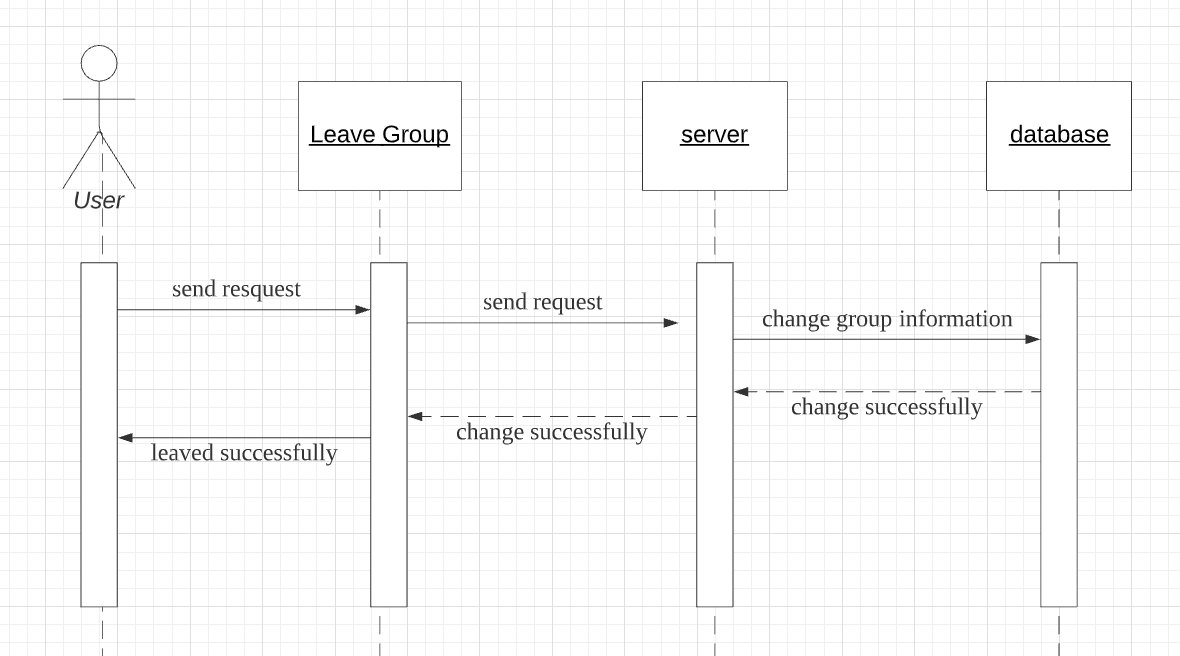 User
Leave Group
server
database
send resquest
send request
change group information
change successfully
change successfully
leaved successfully